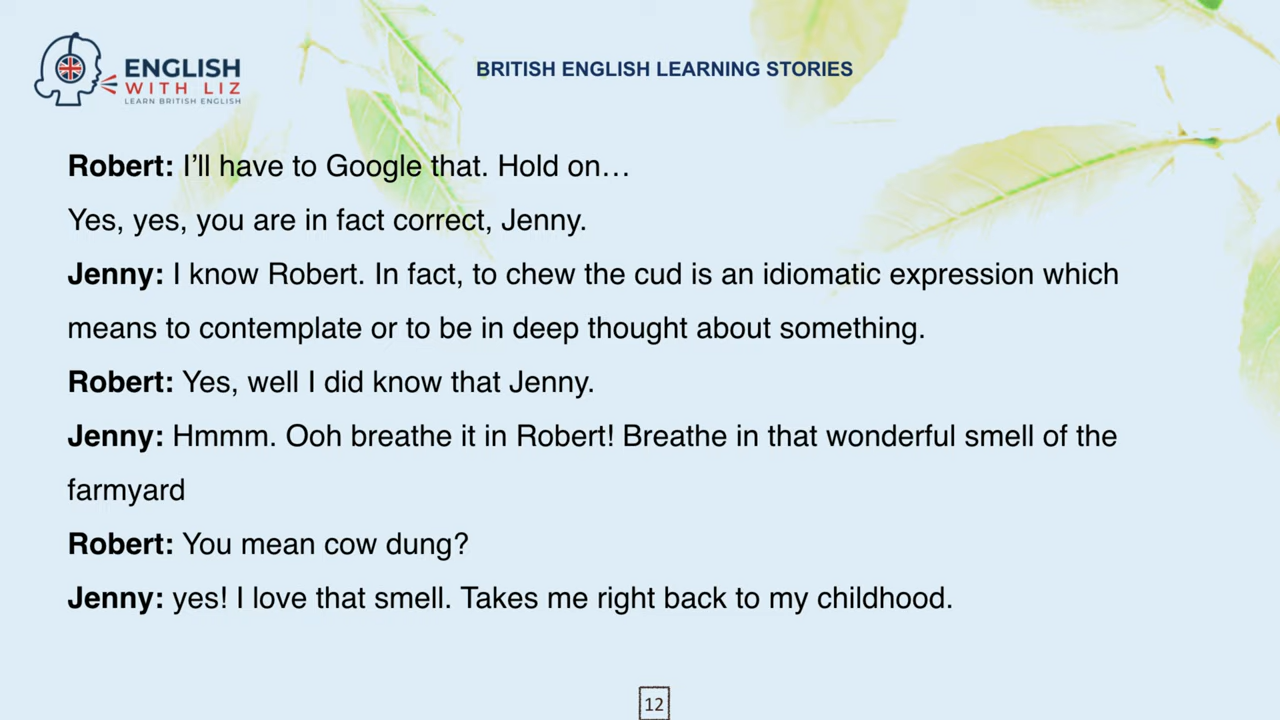 ENGLISH
WITH LIZ
LEARN BRITISH ENGLISH
BRITISH ENGLISH LEARNING STORIES
Robert: I’ll have to Google that. Hold on…
Yes, yes, you are in fact correct, Jenny.
Jenny: I know Robert. In fact, to chew the cud is an idiomatic expression which
means to contemplate or to be in deep thought about something.
Robert: Yes, well I did know that Jenny.
Jenny: Hmmm. Ooh breathe it in Robert! Breathe in that wonderful smell of the
farmyard
Robert: You mean cow dung?
Jenny: yes! I love that smell. Takes me right back to my childhood.
12